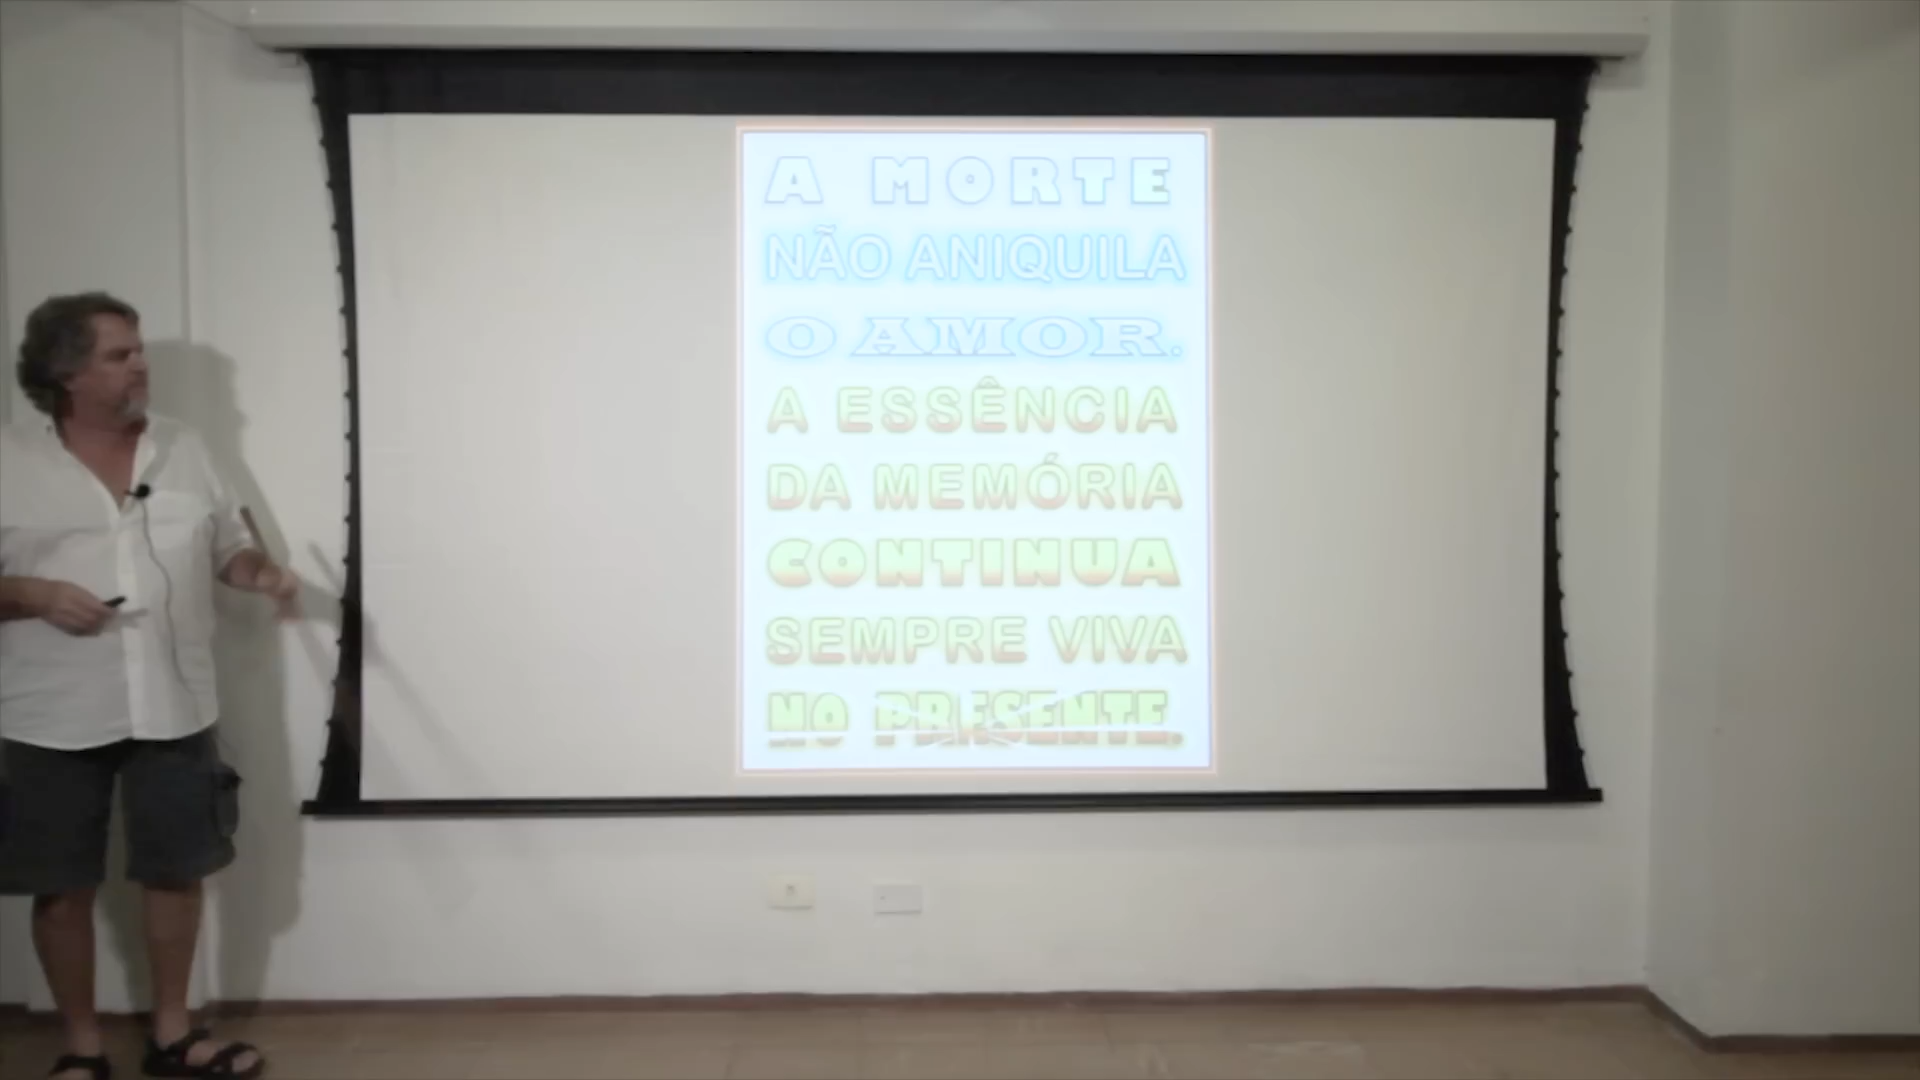 A MORTE
NÃO ANIQUILA
O AMOR.
A ESSÊNCIA
DA MEMÓRIA
CONTINUA
SEMPRE VIVA
NO PRESENTE.